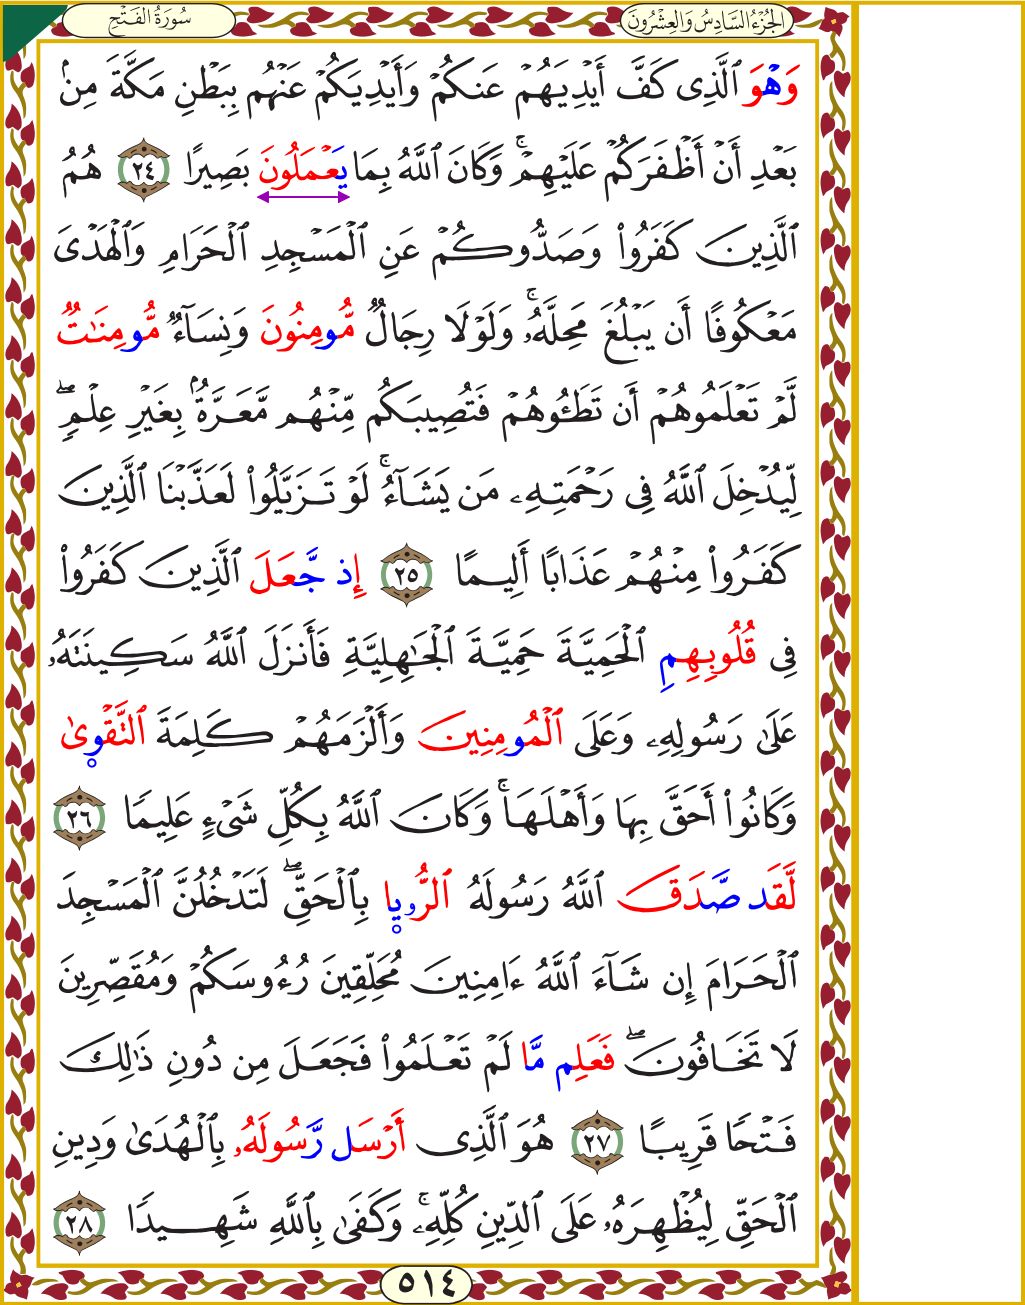 سُورَةُ الفَتْحِ
الجُزْءُ السَّادِسُ وَالعِشْرُونَ
وَهْوَ ٱلَّذِى كَفَّ أَيْدِيَهُمْ عَنكُمْ وَأَيْدِيَكُمْ عَنْهُم بِبَطْنِ مَكَّةَ مِنۢ
بَعْدِ أَنْ أَظْفَرَكُمْ عَلَيْهِمْ ۚ وَكَانَ ٱللَّهُ بِمَا يَعْمَلُونَ بَصِيرًا ٢٤ هُمُ
ٱلَّذِينَ كَفَرُوا۟ وَصَدُّوكُمْ عَنِ ٱلْمَسْجِدِ ٱلْحَرَامِ وَٱلْهَدْىَ
مَعْكُوفًا أَن يَبْلُغَ مَحِلَّهُۥ ۚ وَلَوْلَا رِجَالٌ مُّومِنُونَ وَنِسَآءٌ مُّومِنَٰتٌ
لَّمْ تَعْلَمُوهُمْ أَن تَطَـُٔوهُمْ فَتُصِيبَكُم مِّنْهُم مَّعَرَّةٌۢ بِغَيْرِ عِلْمٍ ۖ
لِّيُدْخِلَ ٱللَّهُ فِى رَحْمَتِهِۦ مَن يَشَآءُ ۚ لَوْ تَزَيَّلُوا۟ لَعَذَّبْنَا ٱلَّذِينَ
كَفَرُوا۟ مِنْهُمْ عَذَابًا أَلِيمًا ٢٥ إِذ جَّعَلَ ٱلَّذِينَ كَفَرُوا۟
فِى قُلُوبِهِمِ ٱلْحَمِيَّةَ حَمِيَّةَ ٱلْجَٰهِلِيَّةِ فَأَنزَلَ ٱللَّهُ سَكِينَتَهُۥ
عَلَىٰ رَسُولِهِۦ وَعَلَى ٱلْمُومِنِينَ وَأَلْزَمَهُمْ كَلِمَةَ ٱلتَّقْوٜىٰ
وَكَانُوٓا۟ أَحَقَّ بِهَا وَأَهْلَهَا ۚ وَكَانَ ٱللَّهُ بِكُلِّ شَىْءٍ عَلِيمًا ٢٦
لَّقَد صَّدَقَ ٱللَّهُ رَسُولَهُ ٱلرُّويٜا بِٱلْحَقِّ ۖ لَتَدْخُلُنَّ ٱلْمَسْجِدَ
ٱلْحَرَامَ إِن شَآءَ ٱللَّهُ ءَامِنِينَ مُحَلِّقِينَ رُءُوسَكُمْ وَمُقَصِّرِينَ
لَا تَخَافُونَ ۖ فَعَلِم مَّا لَمْ تَعْلَمُوا۟ فَجَعَلَ مِن دُونِ ذَٰلِكَ
فَتْحًا قَرِيبًا ٢٧ هُوَ ٱلَّذِىٓ أَرْسَل رَّسُولَهُۥ بِٱلْهُدَىٰ وَدِينِ
ٱلْحَقِّ لِيُظْهِرَهُۥ عَلَى ٱلدِّينِ كُلِّهِۦ ۚ وَكَفَىٰ بِٱللَّهِ شَهِيدًا ٢٨
٥١٤